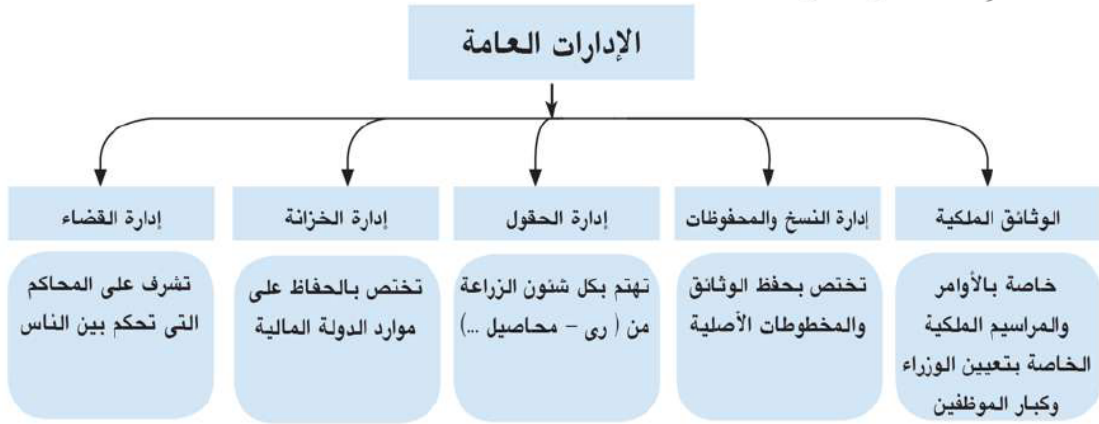 الإدارات العامة
الوثائق الملكية
خاصة بالأوامر
والمراسيم الملكية
الخاصة بتعيين الوزراء
وكبار الموظفين
إدارة النسخ والمحفوظات
تختص بحفظ الوثائق
والمخطوطات الأصلية
إدارة الحقول
تهتم بكل شئون الزراعة
من ( رى – محاصيل ...)
إدارة الخزانة
تختص بالحفاظ على
موارد الدولة المالية
إدارة القضاء
تشرف على المحاكم
التى تحكم بين الناس